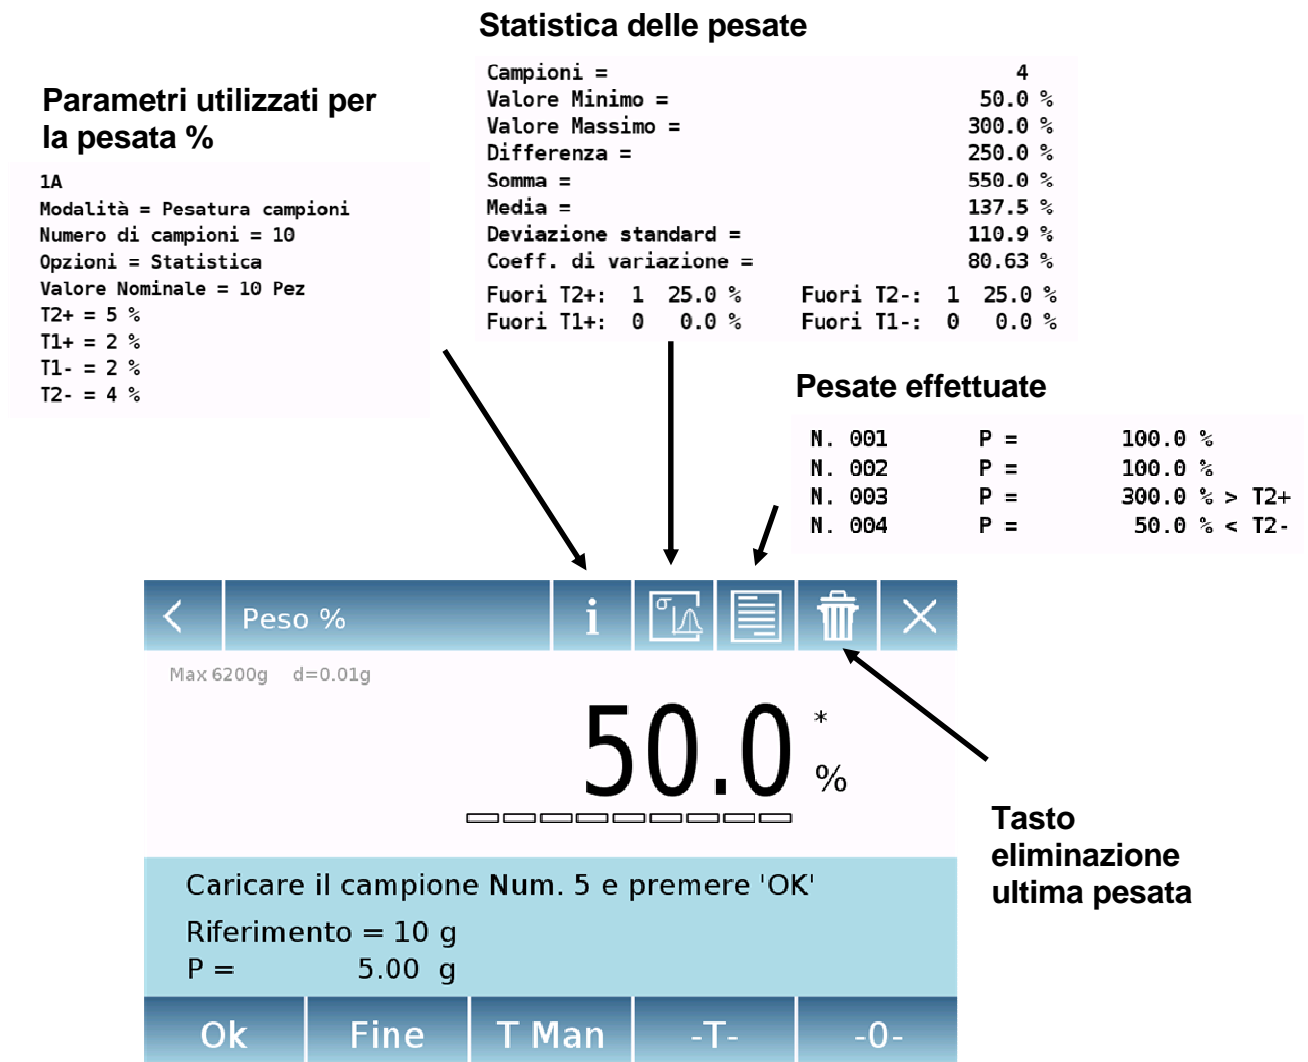 Statistica delle pesate
Campioni = 4
Valore Minimo = 50.0 %
Valore Massimo = 300.0 %
Differenza = 250.0 %
Somma = 550.0 %
Media = 137.5 %
Deviazione standard = 110.9 %
Coeff. di variazione = 80.63 %
Fuori T2+: 1 25.0 % Fuori T2-: 1 25.0 %
Fuori T1+: 0 0.0 % Fuori T1-: 0 0.0 %
Parametri utilizzati per
la pesata %
1A
Modalità = Pesatura campioni
Numero di campioni = 10
Opzioni = Statistica
Valore Nominale = 10 Pez
T2+ = 5 %
T1+ = 2 %
T1- = 2 %
T2- = 4 %
Pesate effettuate
N. 001 P = 100.0 %
N. 002 P = 100.0 %
N. 003 P = 300.0 % > T2+
N. 004 P = 50.0 % < T2-
Peso %
i
σ
Max 6200g d=0.01g
50.0 * %
Caricare il campione Num. 5 e premere 'OK'
Riferimento = 10 g
P = 5.00 g
Ok Fine T Man -T- -0-
Tasto
eliminazione
ultima pesata